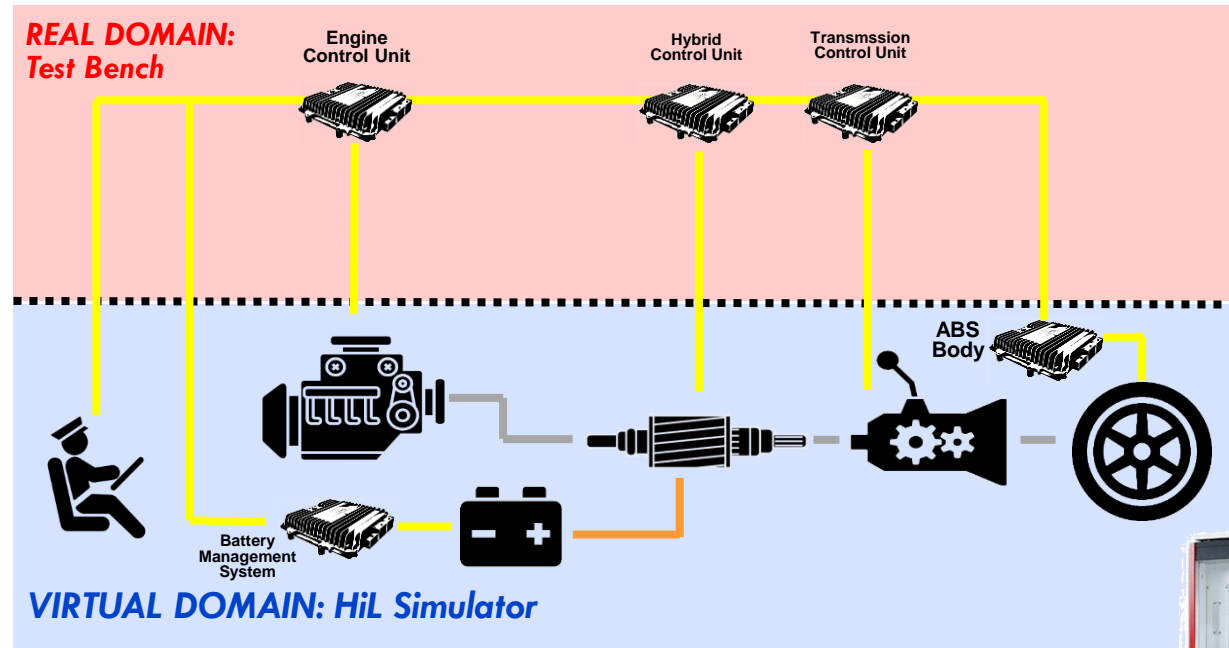 REAL DOMAIN:
Test Bench
Engine
Control Unit
Hybrid
Control Unit
Transmssion
Control Unit
ABS
Body
Battery
Management
System
VIRTUAL DOMAIN: HiL Simulator